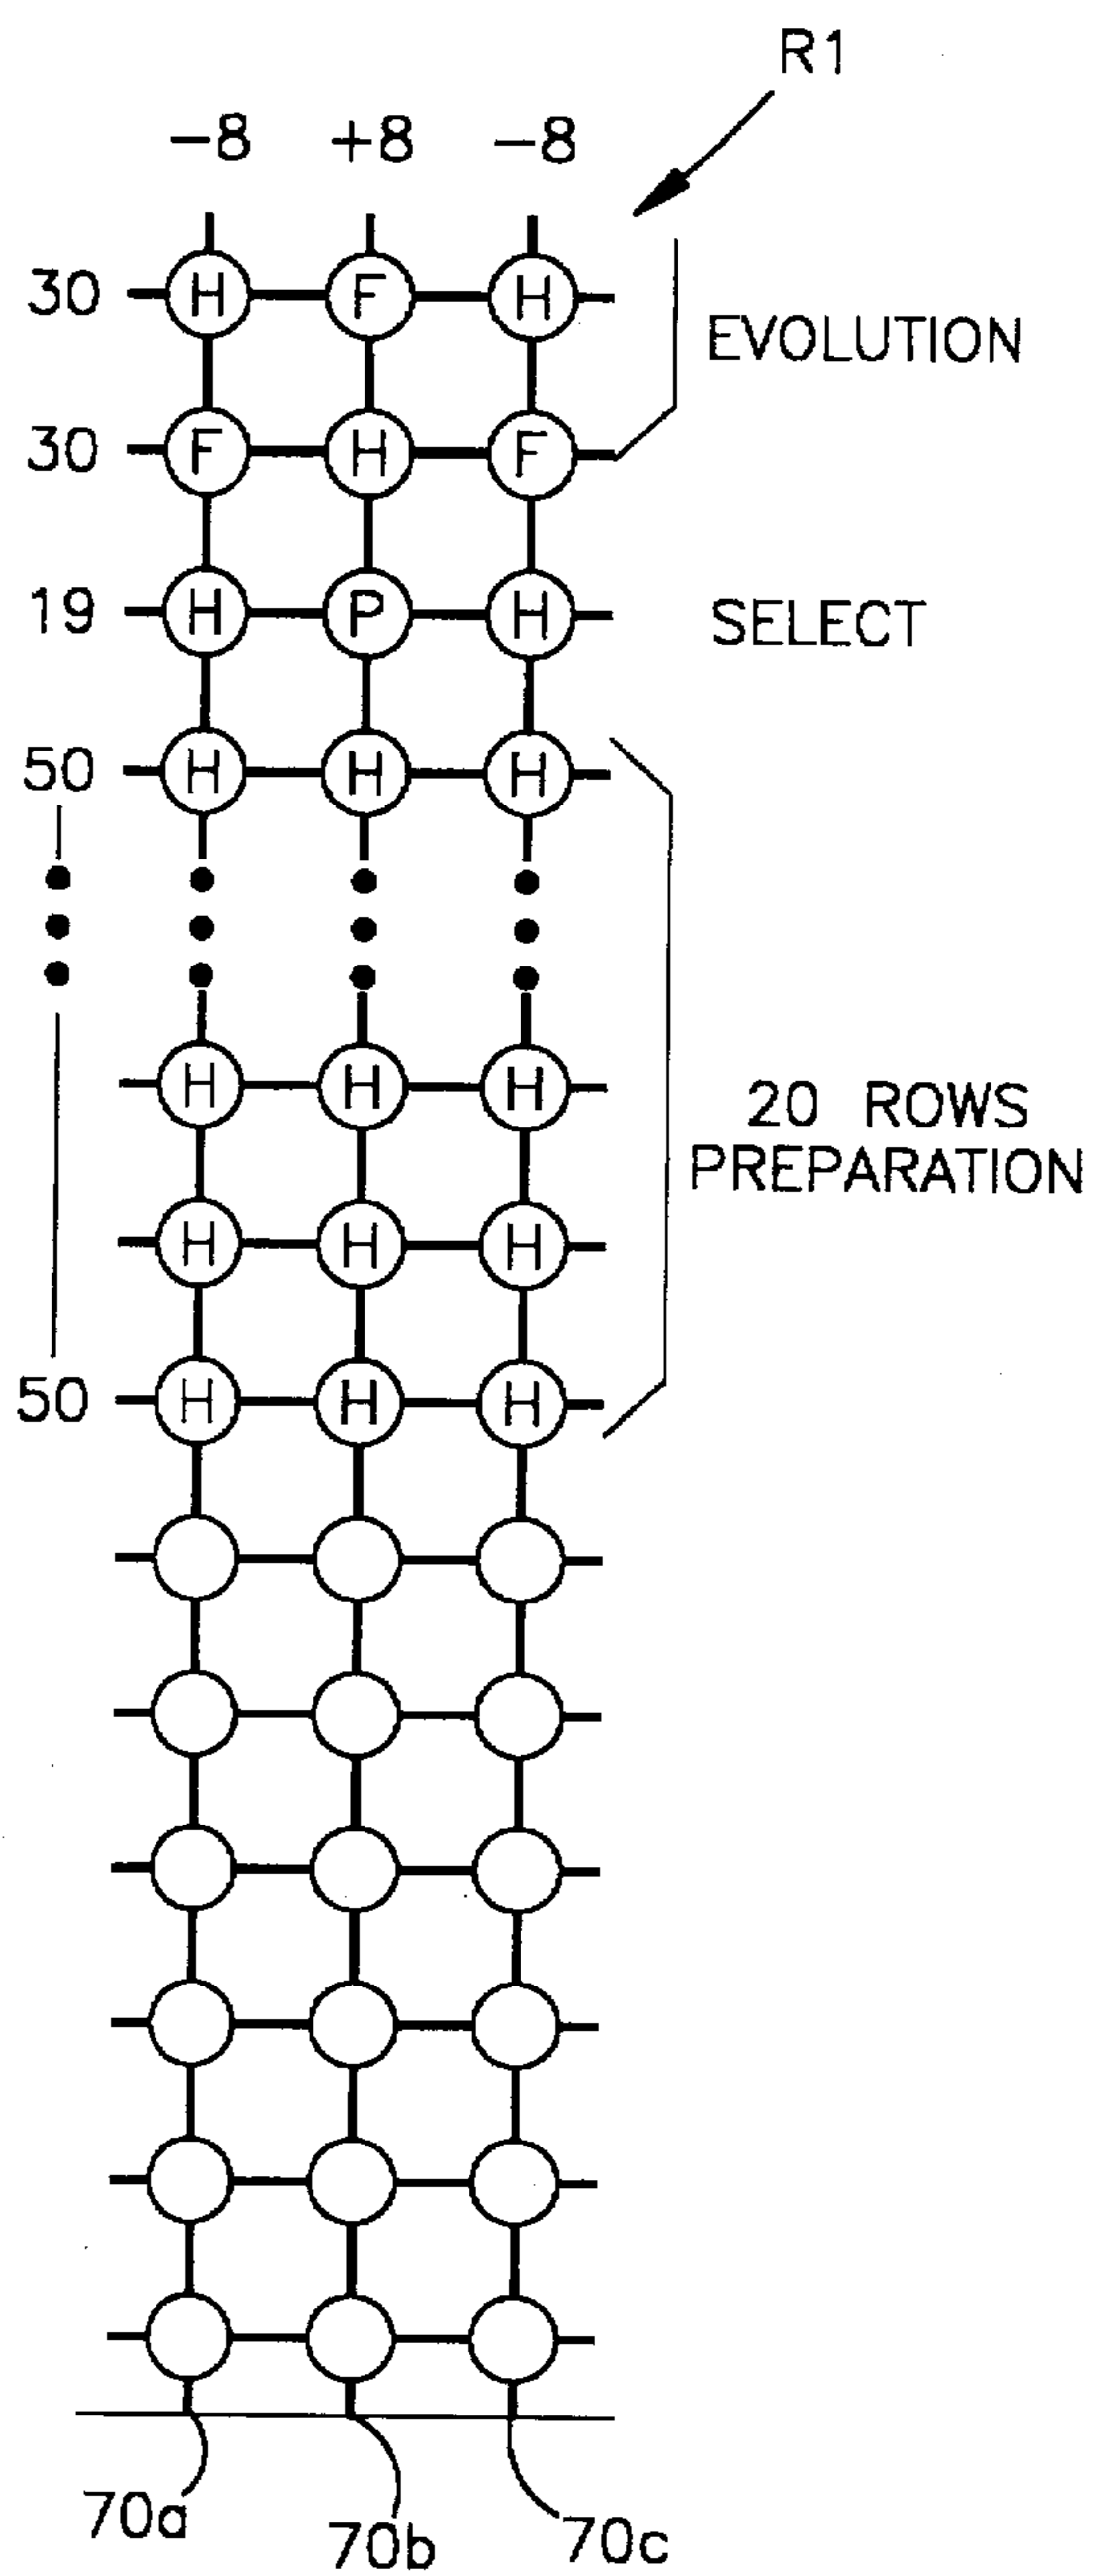 R1
-8 +8 -8
30 H F H
EVOLUTION
30 F H F
19 H P H SELECT
50 H H H
H H H
20 ROWS
PREPARATION
H H H
50 H H H
70a 70b 70c